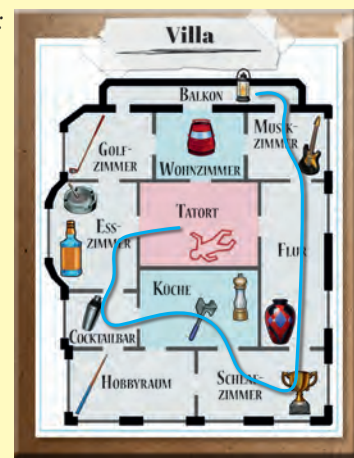 Villa
BALKON
MUSIK-
ZIMMER
GOLF-
ZIMMER
WOHNZIMMER
TATORT
ESS-
ZIMMER
FLUR
KÜCHE
COCKTAILBAR
HOBBYRAUM
SCHLAF-
ZIMMER